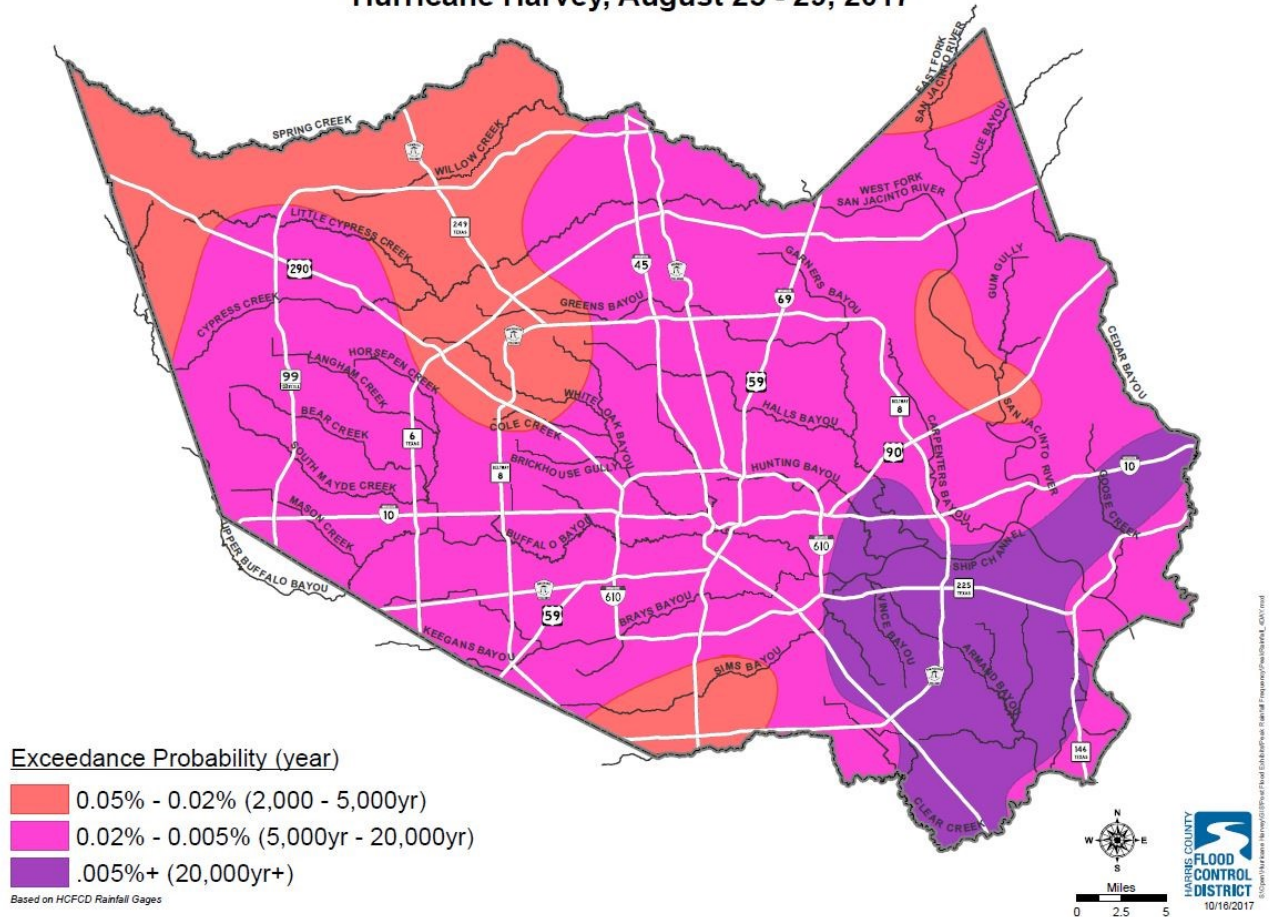 Hurricane Harvey, August 25 - 29, 2017
EAST FORK
SAN JACINTO RIVER
SPRING CREEK
LUCE BAYOU
WILLOW CREEK
WEST FORK
SAN JACINTO RIVER
LITTLE CYPRESS CREEK
249
TEXAS
290
45
GARNERS BAYOU
GUM GULLY
69
CYPRESS CREEK
GREENS BAYOU
CEDAR BAYOU
HORSEPEN CREEK
LANGHAM CREEK
99
59
WHITE OAK BAYOU
HALLS BAYOU
BELTWAY
8
SAN JACINTO RIVER
BEAR CREEK
6
TEXAS
COLE CREEK
CARPENTERS BAYOU
90
SOUTH MAYDE CREEK
BELTWAY
8
BRICKHOUSE GULLY
HUNTING BAYOU
10
GOOSE CREEK
MASON CREEK
10
BUFFALO BAYOU
610
SHIP CHANNEL
UPPER BUFFALO BAYOU
59
610
225
TEXAS
BRAYS BAYOU
VINCE BAYOU
KEEGANS BAYOU
SIMS BAYOU
ARMAND BAYOU
146
TEXAS
CLEAR CREEK
Exceedance Probability (year)
0.05% - 0.02% (2,000 - 5,000yr)
0.02% - 0.005% (5,000yr - 20,000yr)
.005%+ (20,000yr+)
Based on HCFCD Rainfall Gages
N
W
E
S
Miles
0 2.5 5
HARRIS COUNTY
FLOOD
CONTROL
DISTRICT
10/16/2017